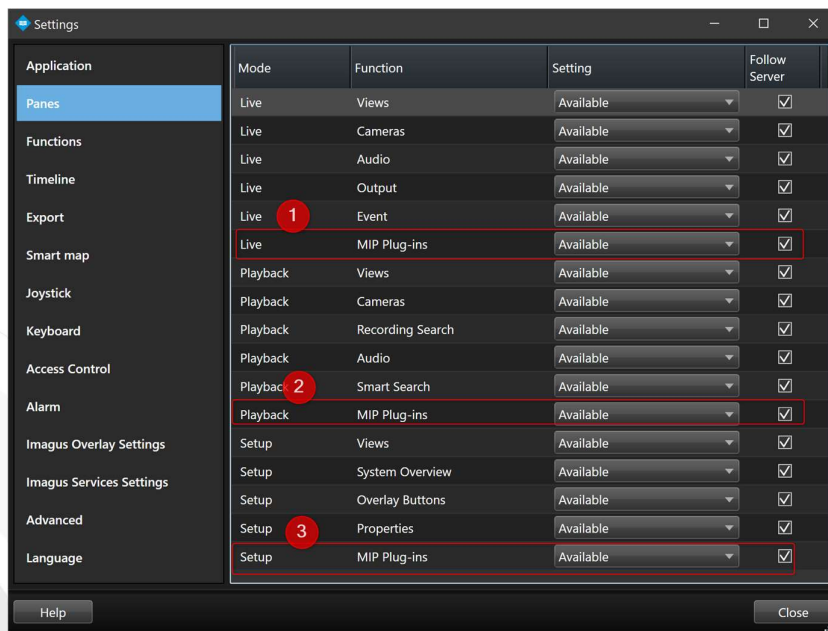 Settings
Application
Panes
Functions
Timeline
Export
Smart map
Joystick
Keyboard
Access Control
Alarm
Imagus Overlay Settings
Imagus Services Settings
Advanced
Language
Mode Function Setting Follow Server
Live Views Available
Live Cameras Available
Live Audio Available
Live Output Available
Live 1 Event Available
Live MIP Plug-ins Available
Playback Views Available
Playback Cameras Available
Playback Recording Search Available
Playback Audio Available
Playback 2 Smart Search Available
Playback MIP Plug-ins Available
Setup Views Available
Setup System Overview Available
Setup Overlay Buttons Available
Setup 3 Properties Available
Setup MIP Plug-ins Available
Help Close